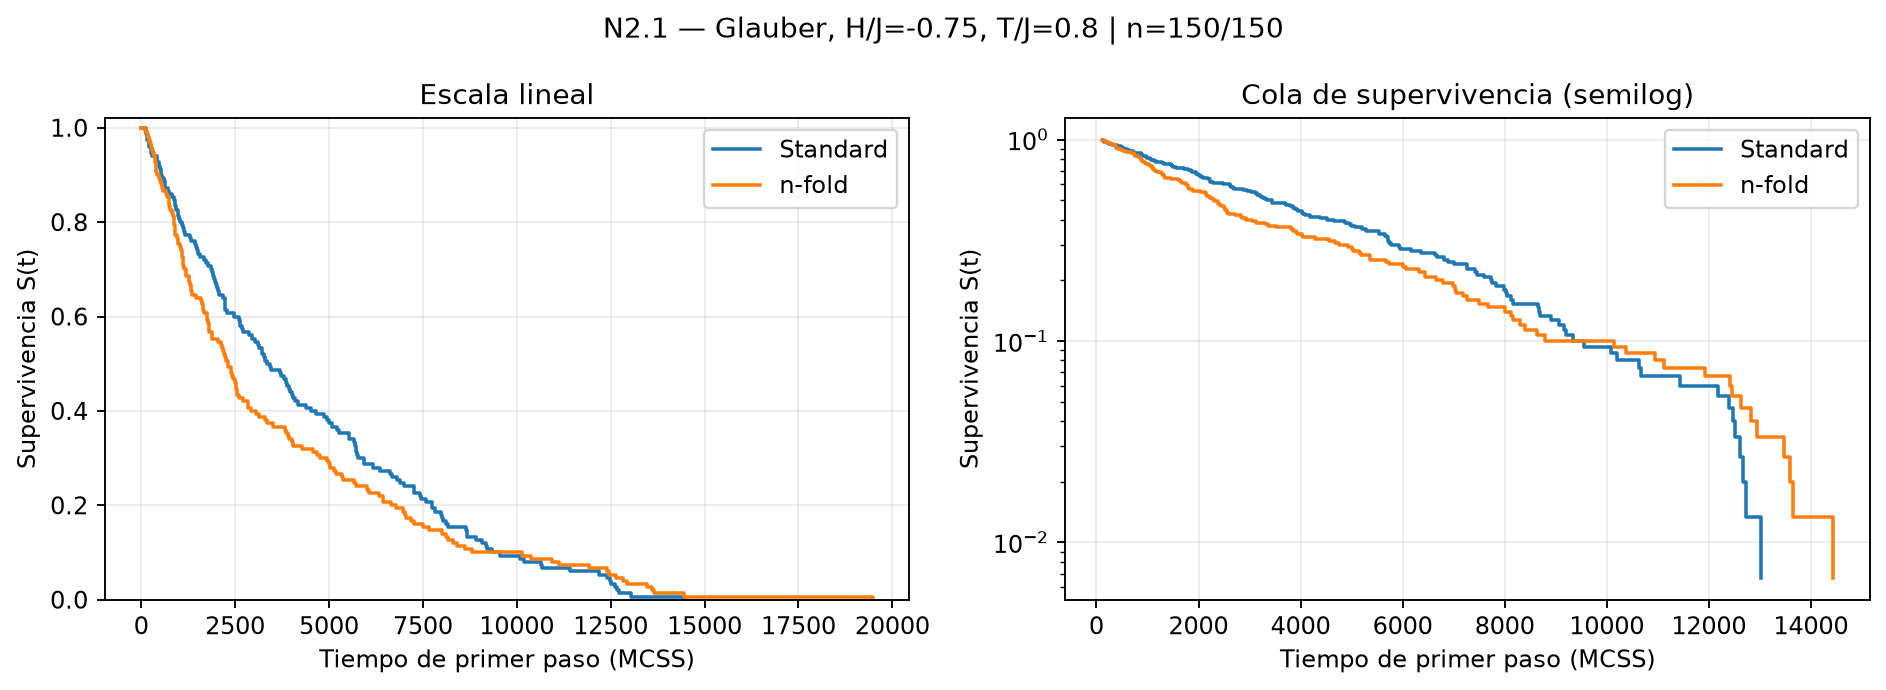 N2.1 — Glauber, H/J=-0.75, T/J=0.8 | n=150/150
Escala lineal
Supervivencia S(t)
1.0
0.8
0.6
0.4
0.2
0.0
Standard
n-fold
0 2500 5000 7500 10000 12500 15000 17500 20000
Tiempo de primer paso (MCSS)
Cola de supervivencia (semilog)
Supervivencia S(t)
10⁰
10⁻¹
10⁻²
Standard
n-fold
0 2000 4000 6000 8000 10000 12000 14000
Tiempo de primer paso (MCSS)